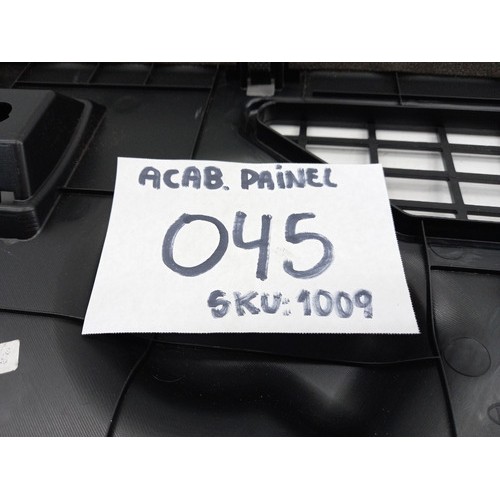 ACAB. PAINEL
045
SKU:1009